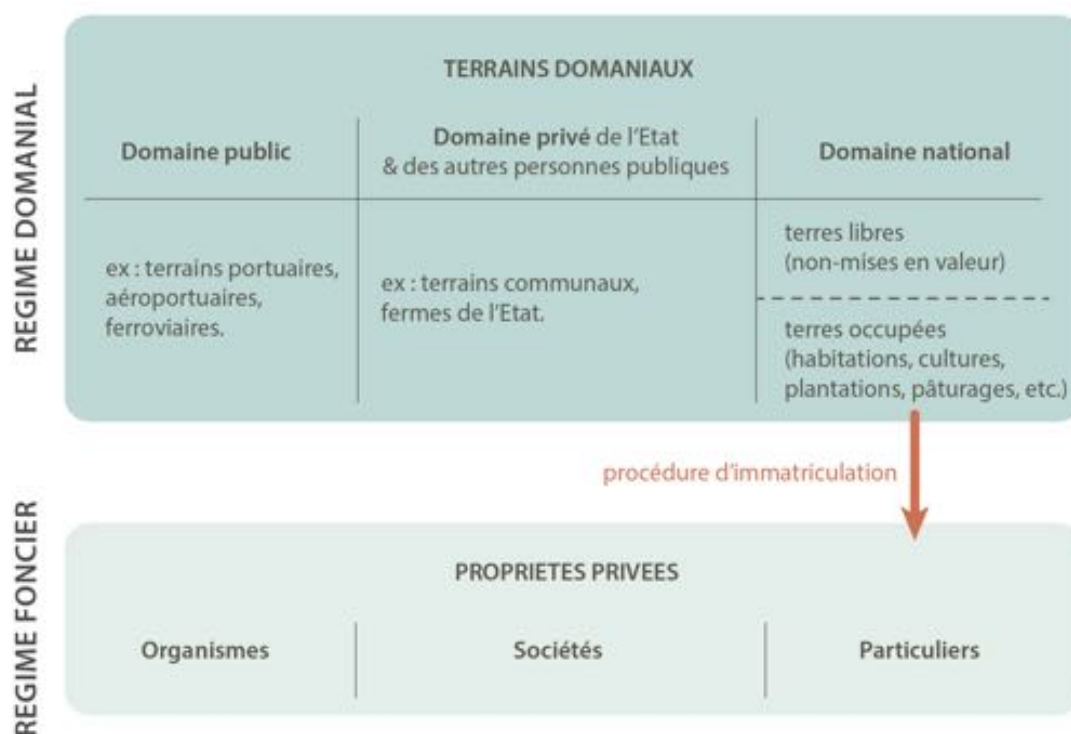 REGIME DOMANIAL
TERRAINS DOMANIAUX
Domaine public
Domaine privé de l'Etat
& des autres personnes publiques
Domaine national
ex : terrains portuaires,
aéroportuaires,
ferroviaires.
ex : terrains communaux,
fermes de l'Etat.
terres libres
(non-mises en valeur)
terres occupées
(habitations, cultures,
plantations, pâturages, etc.)
procédure d'immatriculation
REGIME FONCIER
PROPRIETES PRIVEES
Organismes
Sociétés
Particuliers